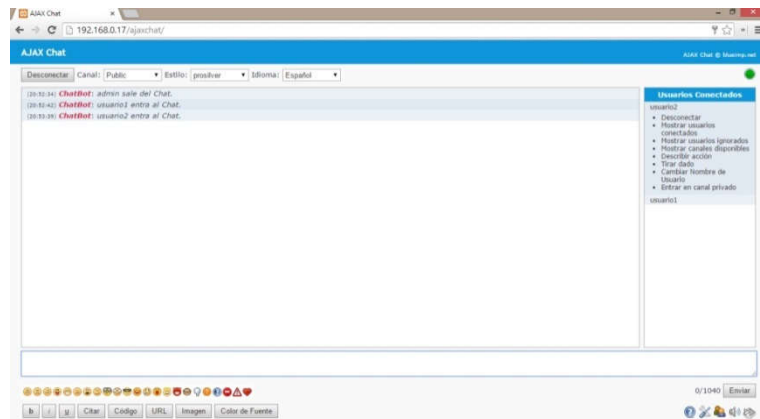 AJAX Chat
192.168.0.17/ajaxchat/
AJAX Chat
AJAX Chat © blueimp.net
Desconectar Canal: Public Estilo: prosilver Idioma: Español
(20:52:34) ChatBot: admin sale del Chat.
(20:52:42) ChatBot: usuario1 entra al Chat.
(20:53:39) ChatBot: usuario2 entra al Chat.
Usuarios Conectados
usuario2
Desconectar
Mostrar usuarios
conectados
Mostrar usuarios ignorados
Mostrar canales disponibles
Describir acción
Tirar dado
Cambiar Nombre de
Usuario
Entrar en canal privado
usuario1
0/1040 Enviar
b i u Citar Código URL Imagen Color de Fuente